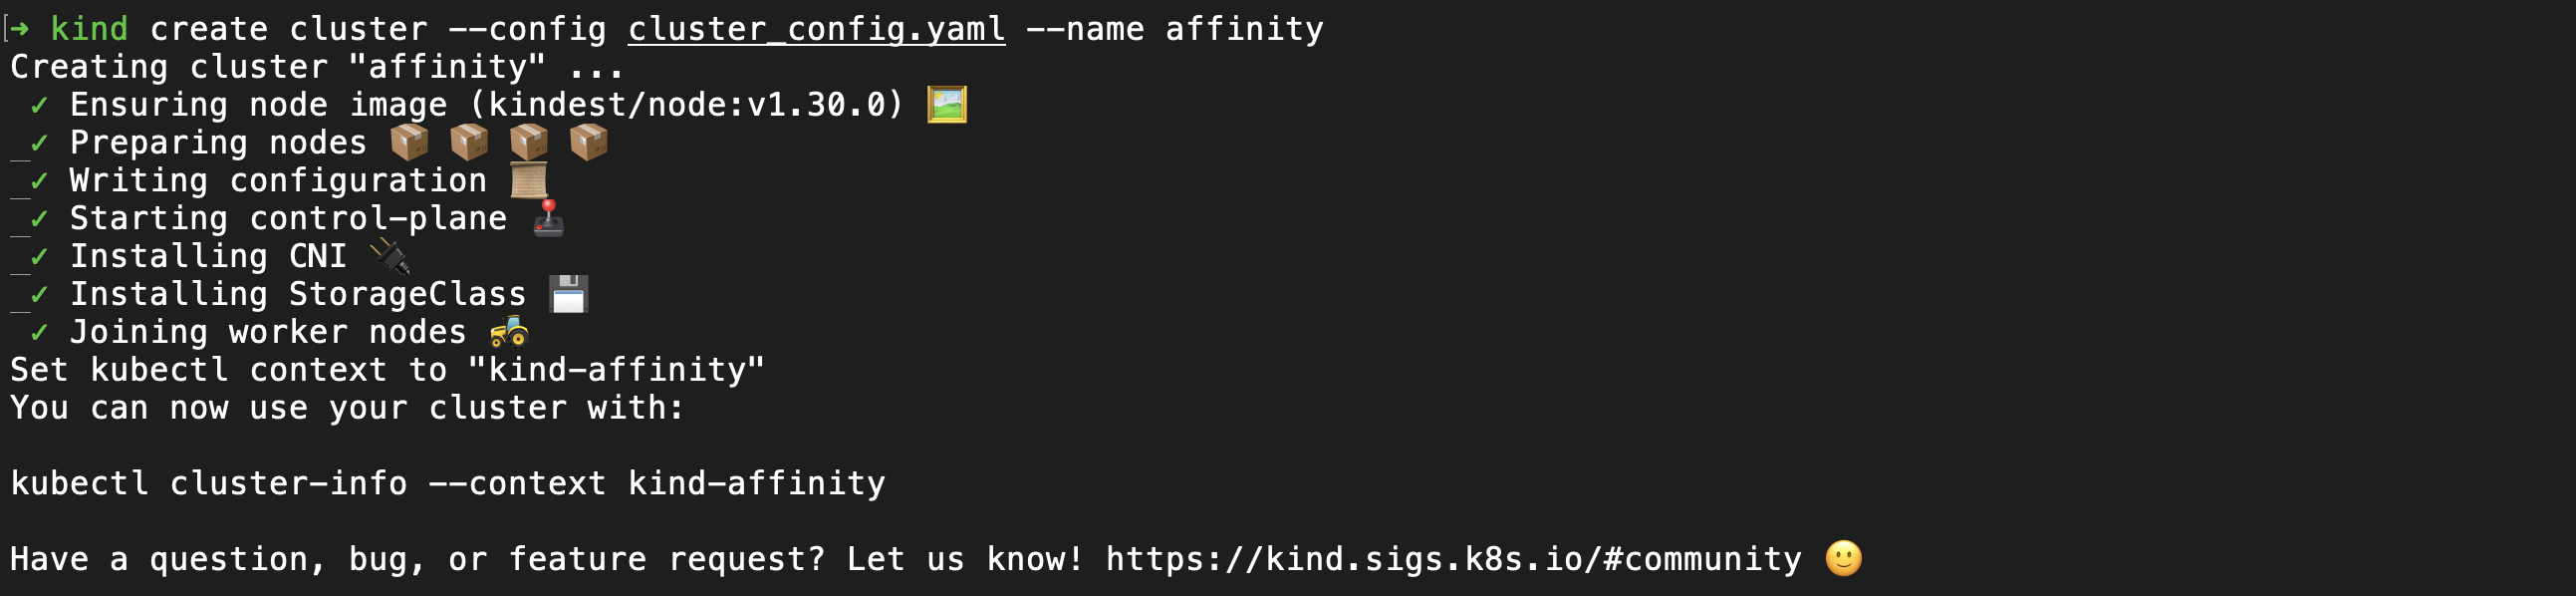 ➜ kind create cluster --config cluster_config.yaml --name affinity
Creating cluster "affinity" ...
✓ Ensuring node image (kindest/node:v1.30.0) 🖼️
✓ Preparing nodes 📦 📦 📦 📦
✓ Writing configuration 📜
✓ Starting control-plane 🕹️
✓ Installing CNI 🔌
✓ Installing StorageClass 💾
✓ Joining worker nodes 🚜
Set kubectl context to "kind-affinity"
You can now use your cluster with:
kubectl cluster-info --context kind-affinity
Have a question, bug, or feature request? Let us know! https://kind.sigs.k8s.io/#community 🙂